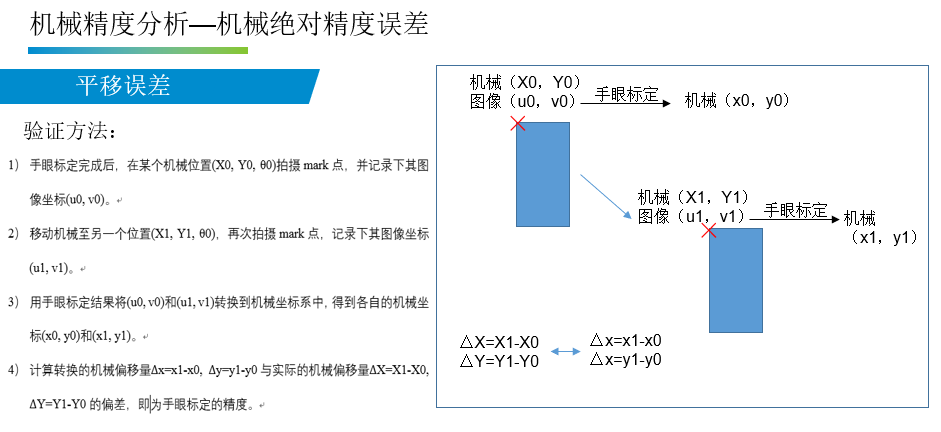 机械精度分析—机械绝对精度误差
平移误差
验证方法：
1） 手眼标定完成后，在某个机械位置(X0, Y0, θ0)拍摄 mark 点，并记录下其图
像坐标(u0, v0)。
2） 移动机械至另一个位置(X1, Y1, θ0)，再次拍摄 mark 点，记录下其图像坐标
(u1, v1)。
3） 用手眼标定结果将(u0, v0)和(u1, v1)转换到机械坐标系中，得到各自的机械坐
标(x0, y0)和(x1, y1)。
4） 计算转换的机械偏移量Δx=x1-x0, Δy=y1-y0 与实际的机械偏移量ΔX=X1-X0,
ΔY=Y1-Y0 的偏差，即为手眼标定的精度。
机械（X0，Y0）
图像（u0，v0）
手眼标定
机械（x0，y0）
机械（X1，Y1）
图像（u1，v1）
手眼标定
机械
（x1，y1）
△X=X1-X0
△Y=Y1-Y0
△x=x1-x0
△x=y1-y0